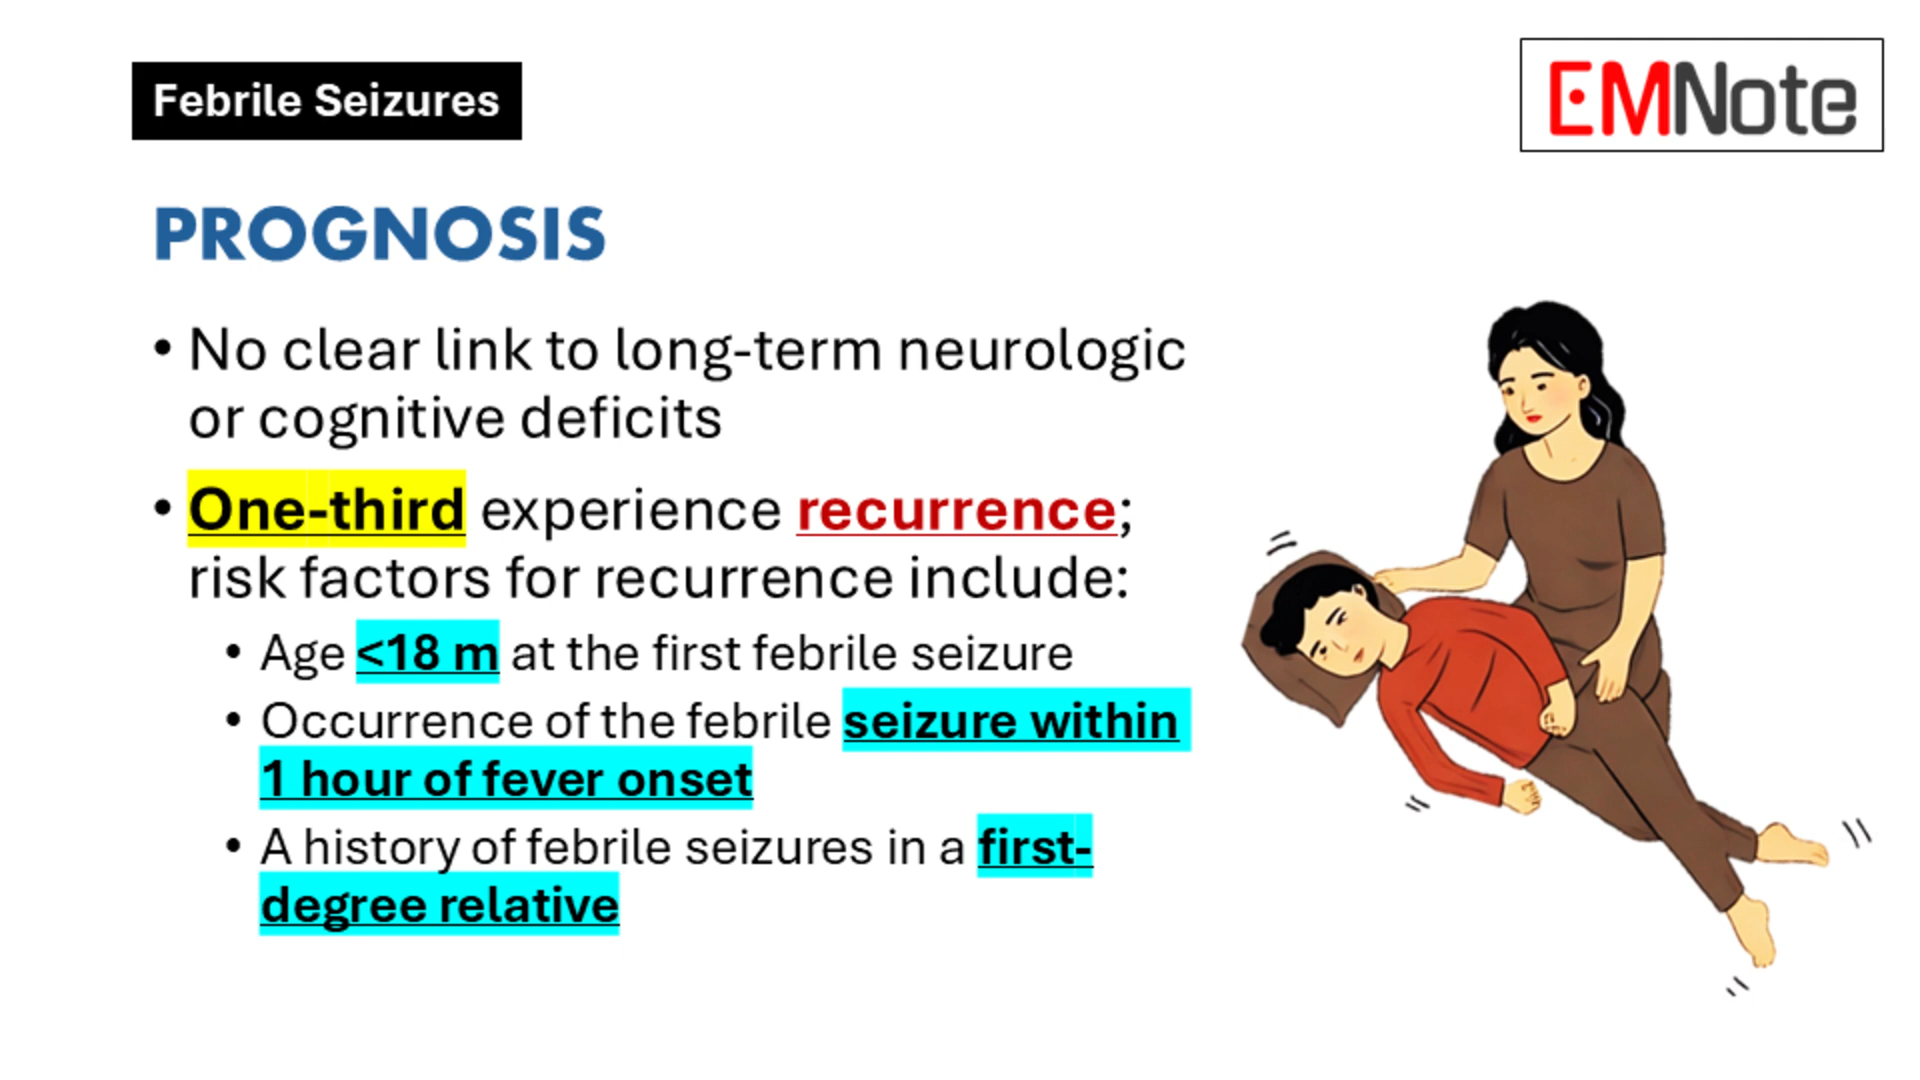 Febrile Seizures
EMNote
PROGNOSIS
• No clear link to long-term neurologic
or cognitive deficits
• One-third experience recurrence;
risk factors for recurrence include:
• Age <18 m at the first febrile seizure
• Occurrence of the febrile seizure within
1 hour of fever onset
• A history of febrile seizures in a first-
degree relative